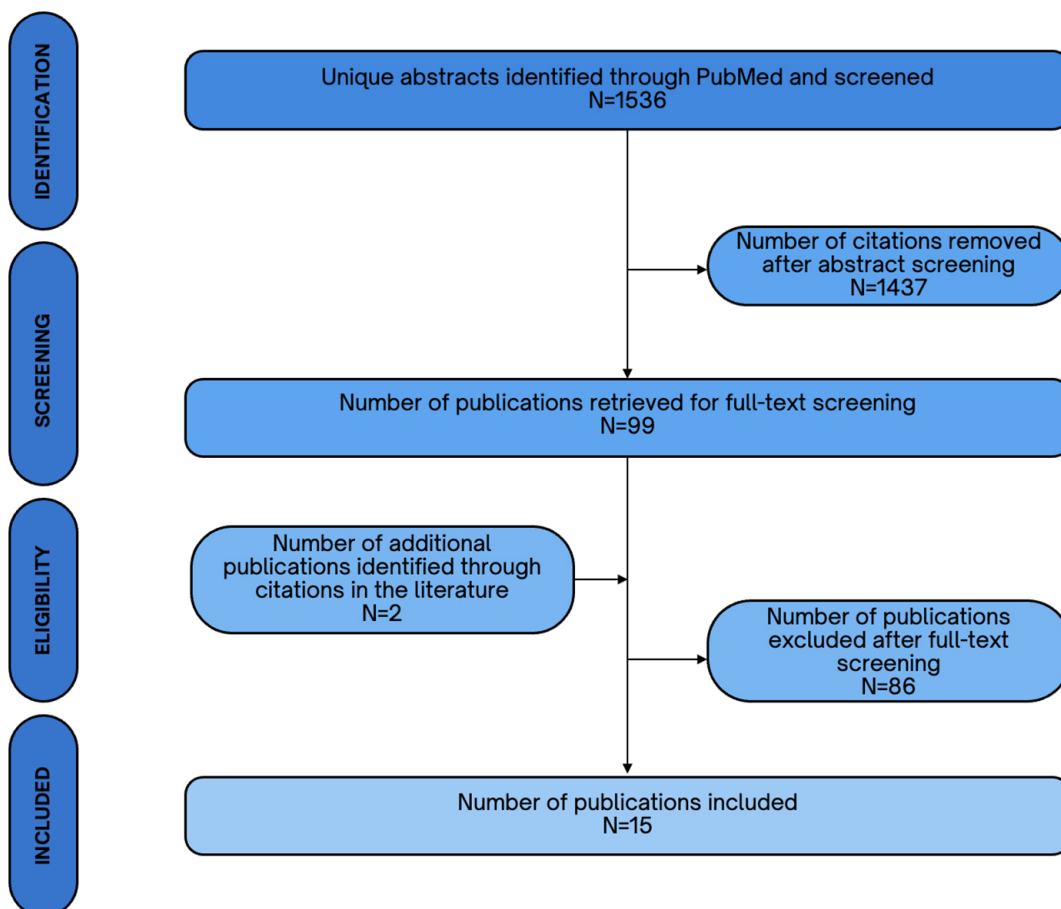 IDENTIFICATION
Unique abstracts identified through PubMed and screened
N=1536
Number of citations removed
after abstract screening
N=1437
SCREENING
Number of publications retrieved for full-text screening
N=99
ELIGIBILITY
Number of additional
publications identified through
citations in the literature
N=2
Number of publications
excluded after full-text
screening
N=86
INCLUDED
Number of publications included
N=15